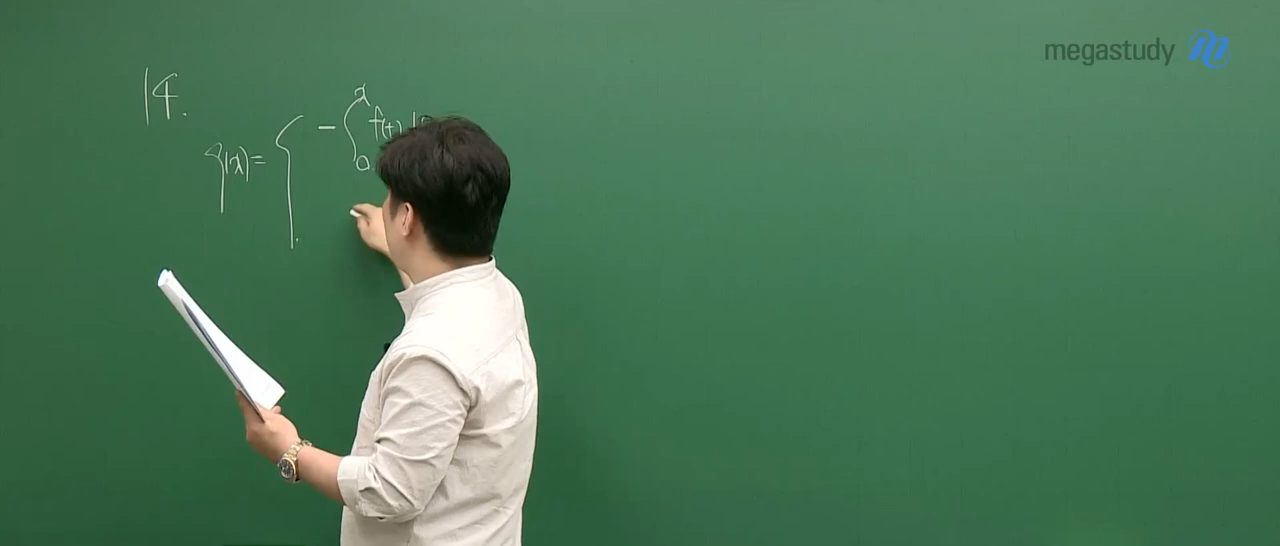 megastudy
14.
g(x)= { -∫₀ˣ f(t)